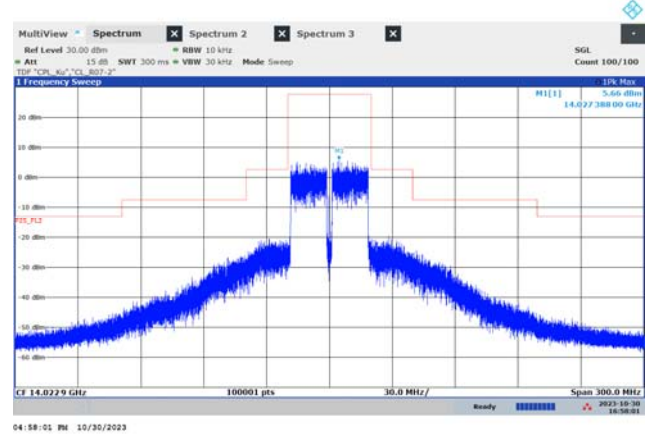 MultiView Spectrum Spectrum 2 Spectrum 3
Ref Level 30.00 dBm RBW 10 kHz SGL
Att 15 dB SWT 300 ms VBW 30 kHz Mode Sweep Count 100/100
TDF "CPL_Ku","CL_R07-2"
1 Frequency Sweep 1Pk Max
M1[1] 5.66 dBm
14.027 388 00 GHz
20 dBm
10 dBm
M1
0 dBm
-10 dBm
-20 dBm
-30 dBm
-40 dBm
-50 dBm
-60 dBm
CF 14.0229 GHz 100001 pts 30.0 MHz/ Span 300.0 MHz
Ready 2023-10-30
16:58:01
04:58:01 PM 10/30/2023